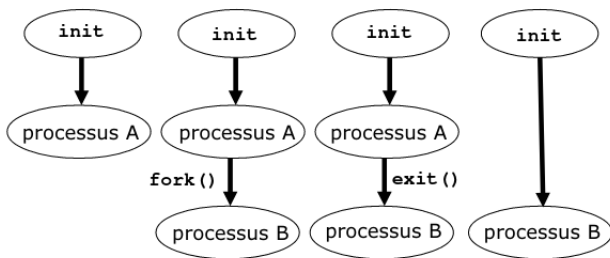 init init init init
processus A processus A processus A
fork() exit()
processus B processus B processus B